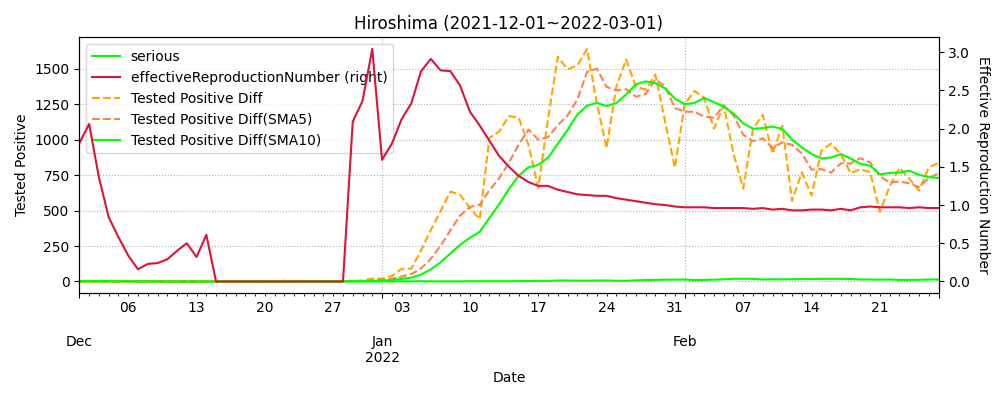 Hiroshima (2021-12-01~2022-03-01)
serious
effectiveReproductionNumber (right)
Tested Positive Diff
Tested Positive Diff(SMA5)
Tested Positive Diff(SMA10)
Tested Positive
1500
1250
1000
750
500
250
0
3.0
2.5
2.0
1.5
1.0
0.5
0.0
Effective Reproduction Number
06 13 20 27 03 10 17 24 31 07 14 21
Dec Jan Feb
2022
Date